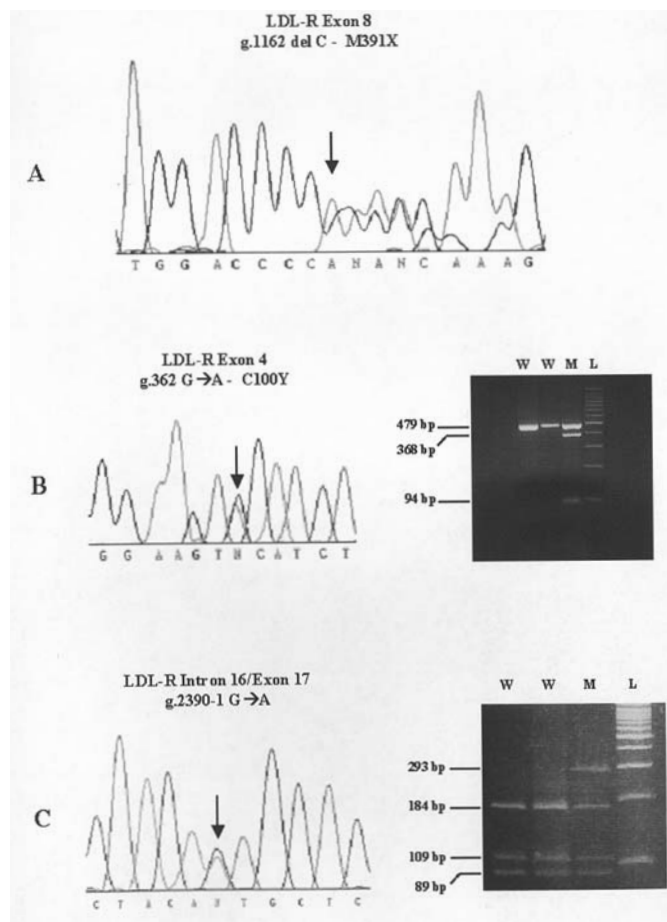 LDL-R Exon 8
g.1162 del C - M391X
A
T G G A C C C C A N A N C A A A G
LDL-R Exon 4
g.362 G→A - C100Y
W W M L
479 bp
368 bp
94 bp
B
G G A A G T N C A T C T
LDL-R Intron 16/Exon 17
g.2390-1 G→A
W W M L
293 bp
184 bp
109 bp
89 bp
C
C T A C A N T G C T C